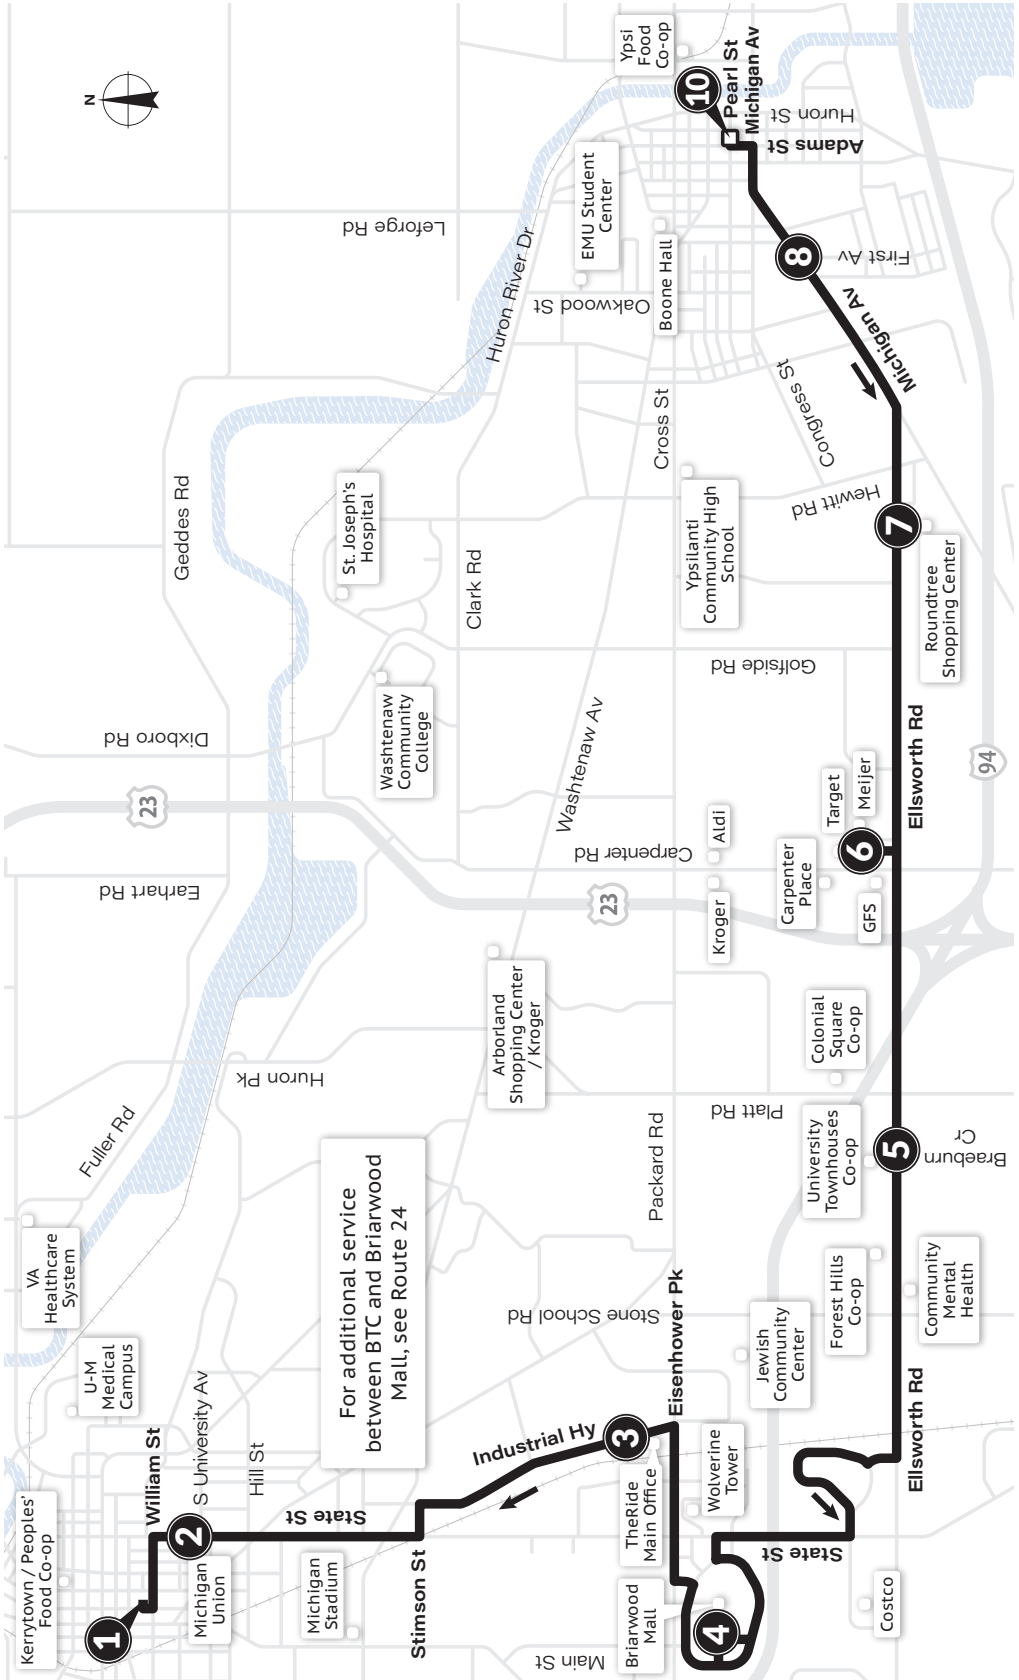 Kerrytown / Peoples'
Food Co-op
VA
Healthcare
System
Fuller Rd
Earhart Rd
Dixboro Rd
Geddes Rd
Leforge Rd
N
1
William St
U-M
Medical
Campus
2
S University Av
Michigan
Union
Hill St
Huron Pk
23
Washtenaw
Community
College
St. Joseph's
Hospital
Clark Rd
Huron River Dr
Oakwood St
EMU Student
Center
Ypsi
Food
Co-op
Michigan
Stadium
State St
For additional service
between BTC and Briarwood
Mall, see Route 24
Arborland
Shopping Center
/ Kroger
Washtenaw Av
Stimson St
Industrial Hy
3
Stone School Rd
Packard Rd
23
Carpenter Rd
Cross St
Boone Hall
Main St
TheRide
Main Office
Eisenhower Pk
Kroger
Aldi
Golfside Rd
Ypsilanti
Community High
School
10
Pearl St
Michigan Av
Huron St
Adams St
Briarwood
Mall
4
Wolverine
Tower
Jewish
Community
Center
Platt Rd
University
Townhouses
Co-op
Colonial
Square
Co-op
Carpenter
Place
Target
Meijer
6
GFS
Hewitt Rd
Congress St
8
First Av
Michigan Av
State St
Costco
Ellsworth Rd
Forest Hills
Co-op
Community
Mental
Health
5
Braeburn
Cr
Ellsworth Rd
7
Roundtree
Shopping Center
94